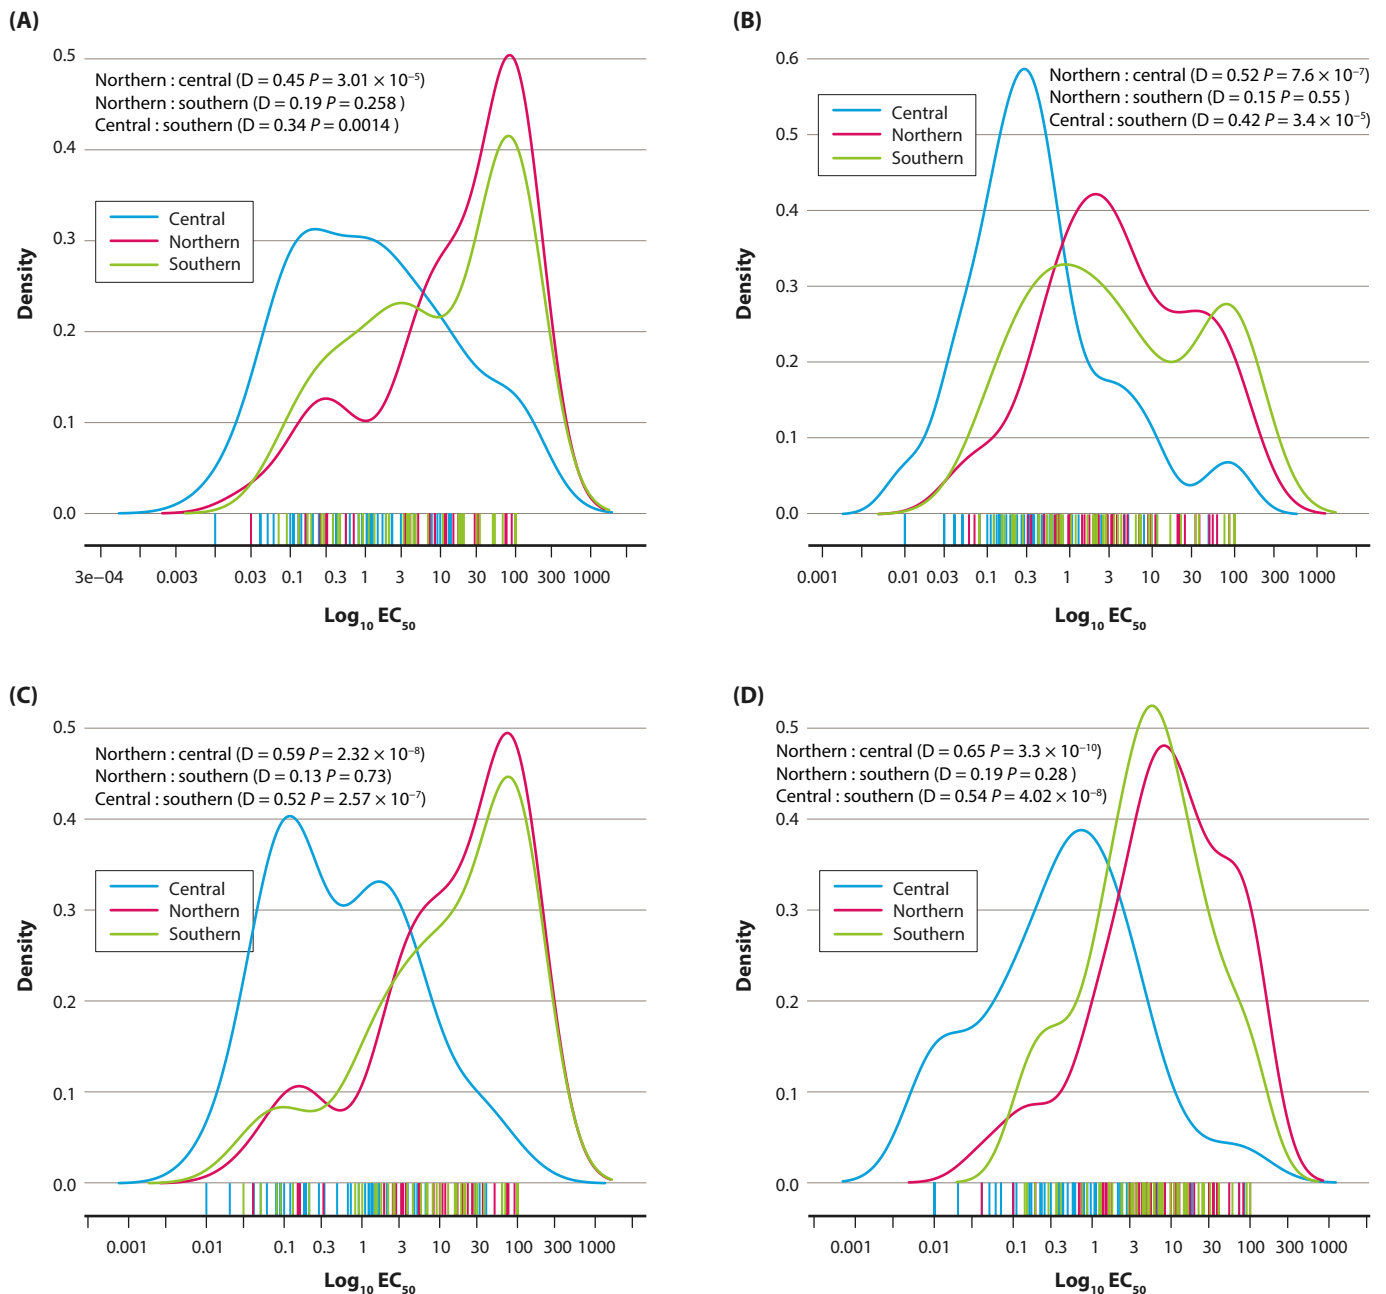 (A)
0.5
0.4
0.3
0.2
0.1
0.0
Density
Northern : central (D = 0.45 P = 3.01 × 10⁻⁵)
Northern : southern (D = 0.19 P = 0.258 )
Central : southern (D = 0.34 P = 0.0014 )
Central
Northern
Southern
3e−04 0.003 0.03 0.1 0.3 1 3 10 30 100 300 1000
Log₁₀ EC₅₀
(B)
0.6
0.5
0.4
0.3
0.2
0.1
0.0
Density
Northern : central (D = 0.52 P = 7.6 × 10⁻⁷)
Northern : southern (D = 0.15 P = 0.55 )
Central : southern (D = 0.42 P = 3.4 × 10⁻⁵)
Central
Northern
Southern
0.001 0.01 0.03 0.1 0.3 1 3 10 30 100 300 1000
Log₁₀ EC₅₀
(C)
0.5
0.4
0.3
0.2
0.1
0.0
Density
Northern : central (D = 0.59 P = 2.32 × 10⁻⁸)
Northern : southern (D = 0.13 P = 0.73)
Central : southern (D = 0.52 P = 2.57 × 10⁻⁷)
Central
Northern
Southern
0.001 0.01 0.1 0.3 1 3 10 30 100 300 1000
Log₁₀ EC₅₀
(D)
0.5
0.4
0.3
0.2
0.1
0.0
Density
Northern : central (D = 0.65 P = 3.3 × 10⁻¹⁰)
Northern : southern (D = 0.19 P = 0.28 )
Central : southern (D = 0.54 P = 4.02 × 10⁻⁸)
Central
Northern
Southern
0.001 0.01 0.1 0.3 1 3 10 30 100 300 1000
Log₁₀ EC₅₀